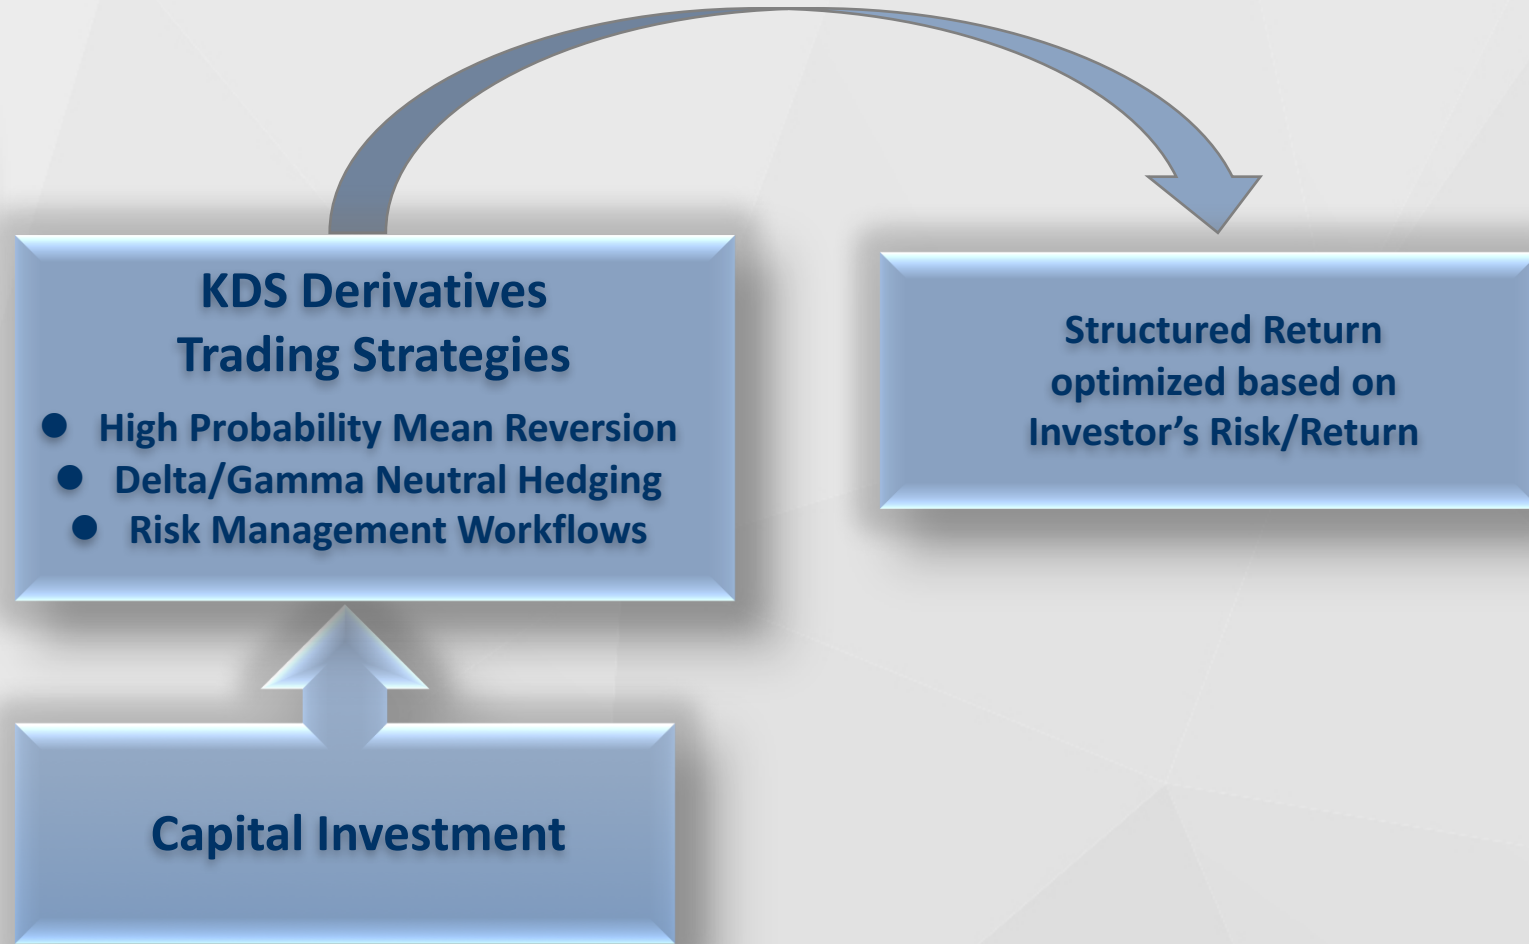 KDS Derivatives
Trading Strategies
● High Probability Mean Reversion
● Delta/Gamma Neutral Hedging
● Risk Management Workflows
Structured Return
optimized based on
Investor’s Risk/Return
Capital Investment